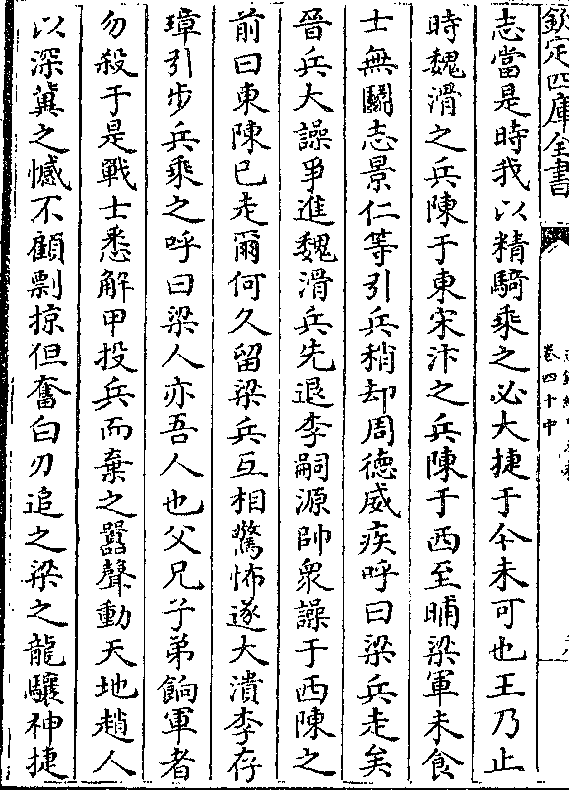 欽定四庫全書
卷四十中
志當是時我以精騎乘之必大捷于今未可也王乃止
時魏滑之兵陳于東宋汴之兵陳于西至晡梁軍未食
士無鬭志景仁等引兵稍却周德威疾呼曰梁兵走矣
晉兵大譟爭進魏滑兵先退李嗣源帥衆譟于西陳之
前曰東陳已走爾何久留梁兵互相驚怖遂大潰李存
璋引步兵乘之呼曰梁人亦吾人也父兄子弟餉軍者
勿殺于是戰士悉解甲投兵而棄之囂聲動天地趙人
以深冀之憾不顧剽掠但奮白刃追之梁之龍驤神捷